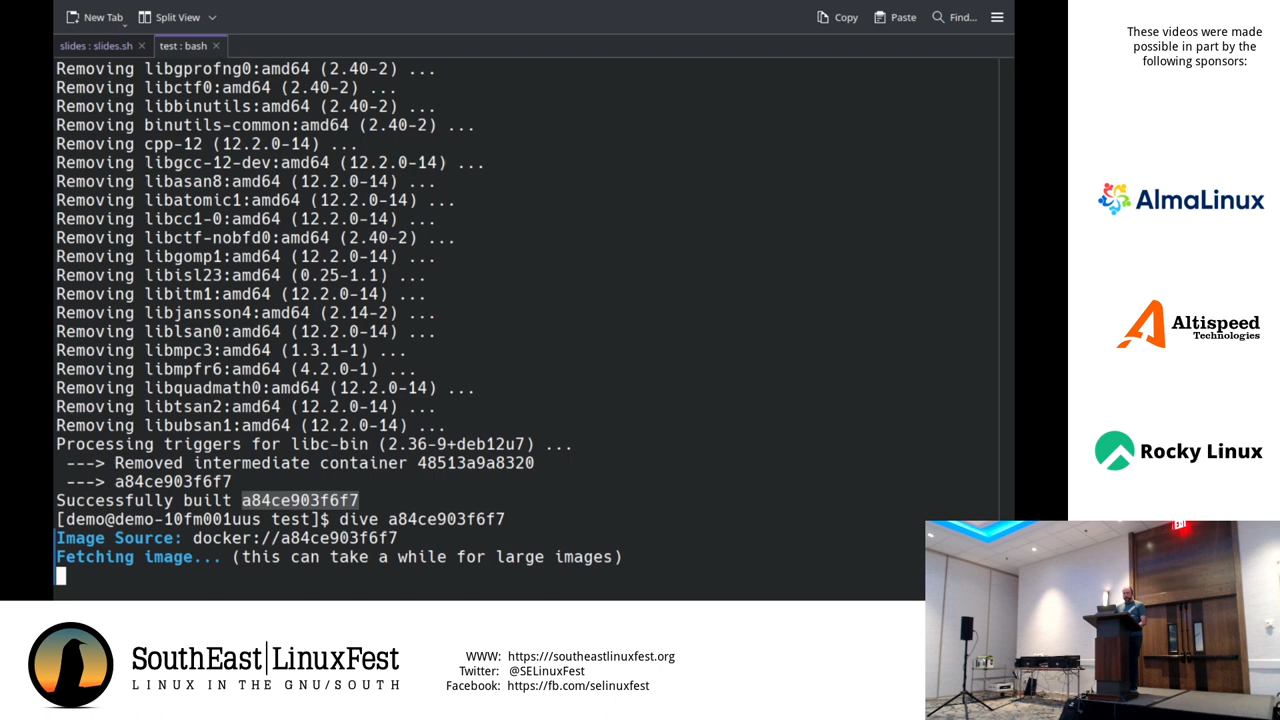 New Tab
Split View
Copy
Paste
Find...
slides : slides.sh
test : bash
Removing libgprofng0:amd64 (2.40-2) ...
Removing libctf0:amd64 (2.40-2) ...
Removing libbinutils:amd64 (2.40-2) ...
Removing binutils-common:amd64 (2.40-2) ...
Removing cpp-12 (12.2.0-14) ...
Removing libgcc-12-dev:amd64 (12.2.0-14) ...
Removing libasan8:amd64 (12.2.0-14) ...
Removing libatomic1:amd64 (12.2.0-14) ...
Removing libcc1-0:amd64 (12.2.0-14) ...
Removing libctf-nobfd0:amd64 (2.40-2) ...
Removing libgomp1:amd64 (12.2.0-14) ...
Removing libisl23:amd64 (0.25-1.1) ...
Removing libitm1:amd64 (12.2.0-14) ...
Removing libjansson4:amd64 (2.14-2) ...
Removing liblsan0:amd64 (12.2.0-14) ...
Removing libmpc3:amd64 (1.3.1-1) ...
Removing libmpfr6:amd64 (4.2.0-1) ...
Removing libquadmath0:amd64 (12.2.0-14) ...
Removing libtsan2:amd64 (12.2.0-14) ...
Removing libubsan1:amd64 (12.2.0-14) ...
Processing triggers for libc-bin (2.36-9+deb12u7) ...
---> Removed intermediate container 48513a9a8320
---> a84ce903f6f7
Successfully built a84ce903f6f7
[demo@demo-10fm001uus test]$ dive a84ce903f6f7
Image Source: docker://a84ce903f6f7
Fetching image... (this can take a while for large images)
These videos were made
possible in part by the
following sponsors:
AlmaLinux
Altispeed
Technologies
Rocky Linux
SouthEast LinuxFest
LINUX IN THE GNU/SOUTH
WWW: https:///southeastlinuxfest.org
Twitter: @SELinuxFest
Facebook: https://fb.com/selinuxfest